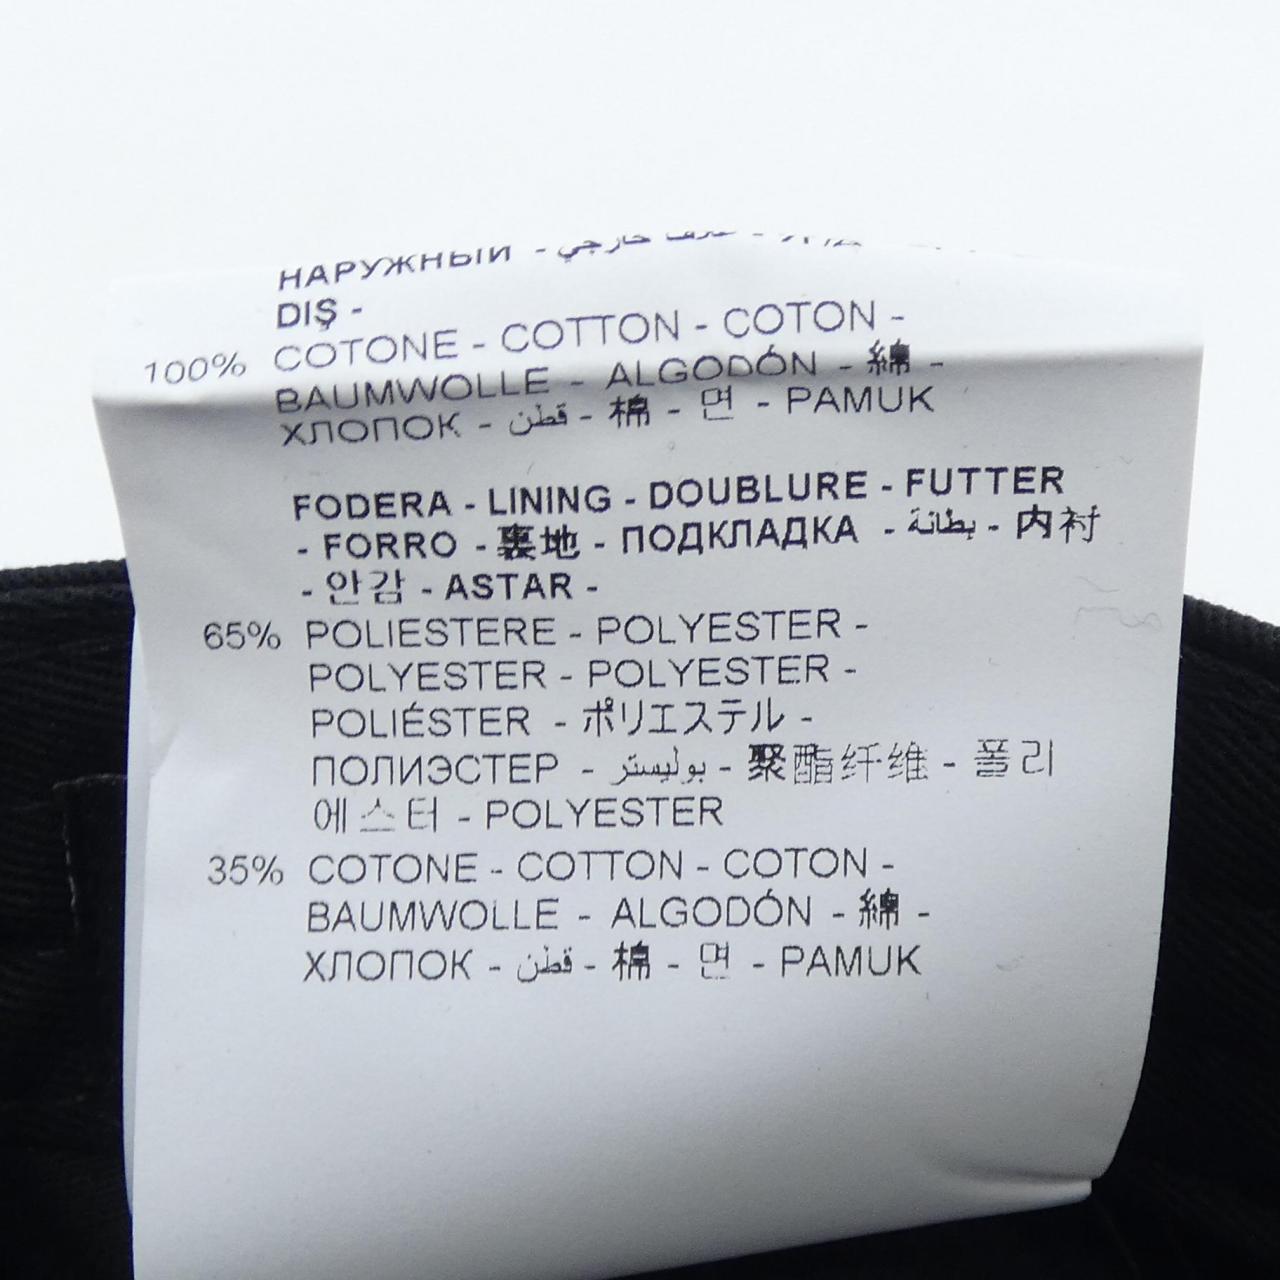 НАРУЖНЫЙ - خارجي
DIŞ -
100% COTONE - COTTON - COTON -
BAUMWOLLE - ALGODÓN - 綿 -
ХЛОПОК - قطن - 棉 - 면 - PAMUK
FODERA - LINING - DOUBLURE - FUTTER
- FORRO - 裏地 - ПОДКЛАДКА - بطانة - 内衬
- 안감 - ASTAR -
65% POLIESTERE - POLYESTER -
POLYESTER - POLYESTER -
POLIÉSTER - ポリエステル -
ПОЛИЭСТЕР - بوليستر - 聚酯纤维 - 폴리
에스터 - POLYESTER
35% COTONE - COTTON - COTON -
BAUMWOLLE - ALGODÓN - 綿 -
ХЛОПОК - قطن - 棉 - 면 - PAMUK